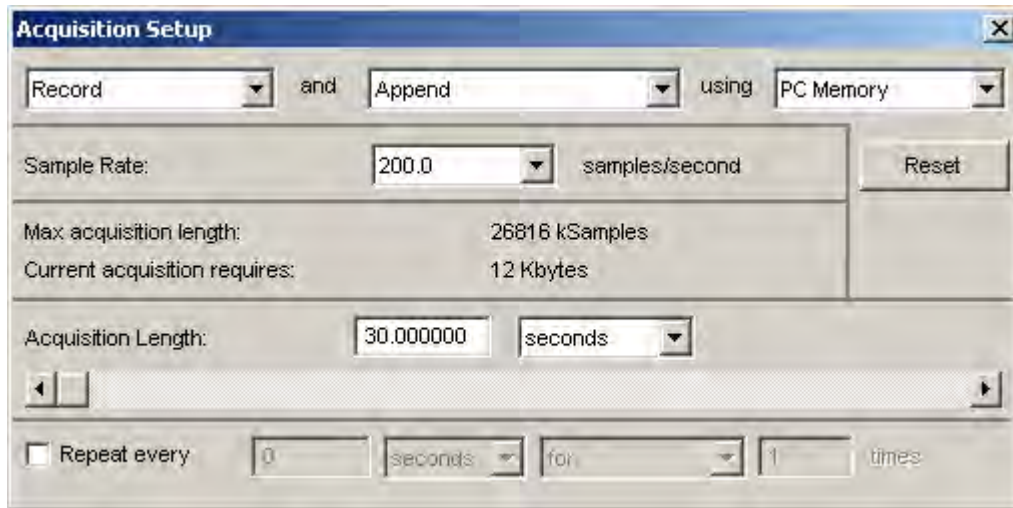 Acquisition Setup
Record and Append using PC Memory
Sample Rate: 200.0 samples/second Reset
Max acquisition length: 26816 kSamples
Current acquisition requires: 12 Kbytes
Acquisition Length: 30.000000 seconds
Repeat every 0 seconds for 1 times